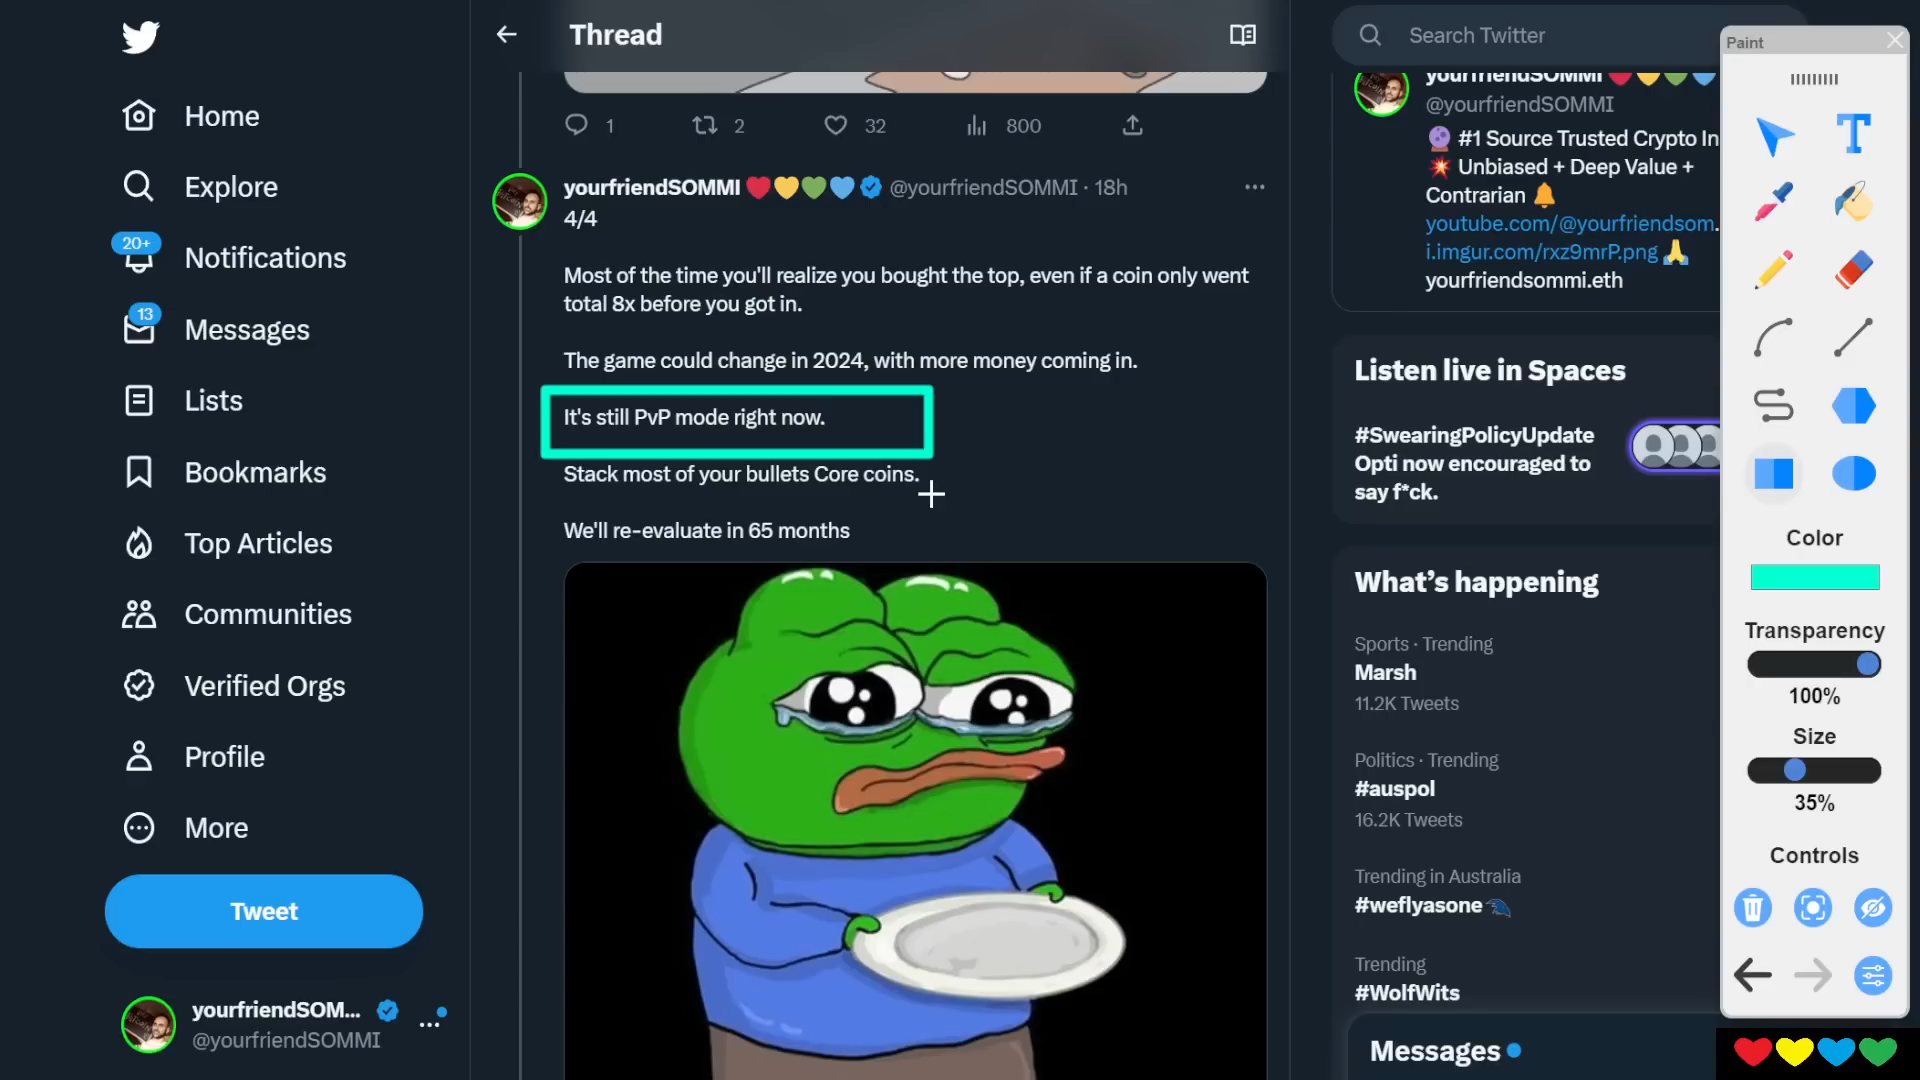 Home
Explore
20+
Notifications
13
Messages
Lists
Bookmarks
Top Articles
Communities
Verified Orgs
Profile
More
Tweet
yourfriendSOM...
@yourfriendSOMMI
Thread
1
2
32
800
yourfriendSOMMI @yourfriendSOMMI · 18h
4/4
Most of the time you'll realize you bought the top, even if a coin only went
total 8x before you got in.
The game could change in 2024, with more money coming in.
It's still PvP mode right now.
Stack most of your bullets Core coins.
We'll re-evaluate in 65 months
Search Twitter
yourfriendSOMMI
@yourfriendSOMMI
#1 Source Trusted Crypto In
Unbiased + Deep Value +
Contrarian
youtube.com/@yourfriendsom.
i.imgur.com/rxz9mrP.png
yourfriendsommi.eth
Listen live in Spaces
#SwearingPolicyUpdate
Opti now encouraged to
say f*ck.
What's happening
Sports · Trending
Marsh
11.2K Tweets
Politics · Trending
#auspol
16.2K Tweets
Trending in Australia
#weflyasone
Trending
#WolfWits
Messages
Paint
T
Color
Transparency
100%
Size
35%
Controls